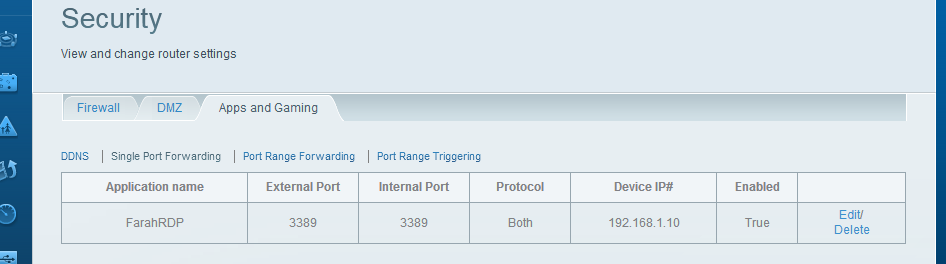 Security
View and change router settings
Firewall DMZ Apps and Gaming
DDNS | Single Port Forwarding | Port Range Forwarding | Port Range Triggering
Application name External Port Internal Port Protocol Device IP# Enabled
FarahRDP 3389 3389 Both 192.168.1.10 True Edit/
Delete